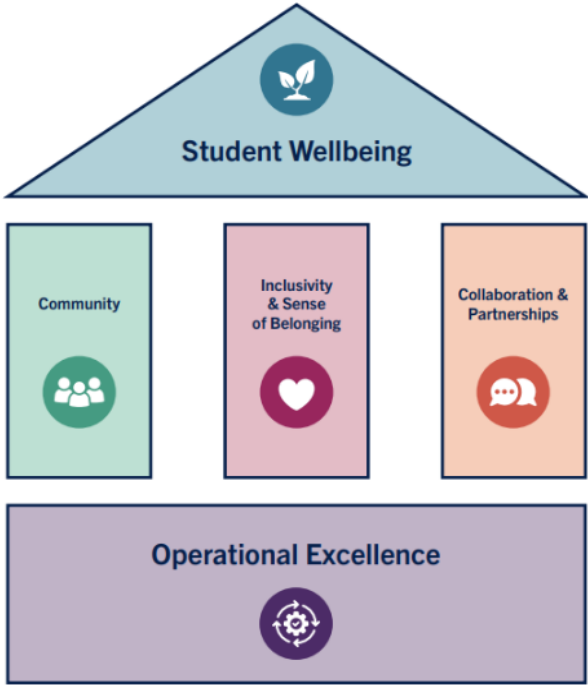 Student Wellbeing
Community
Inclusivity
& Sense
of Belonging
Collaboration &
Partnerships
Operational Excellence